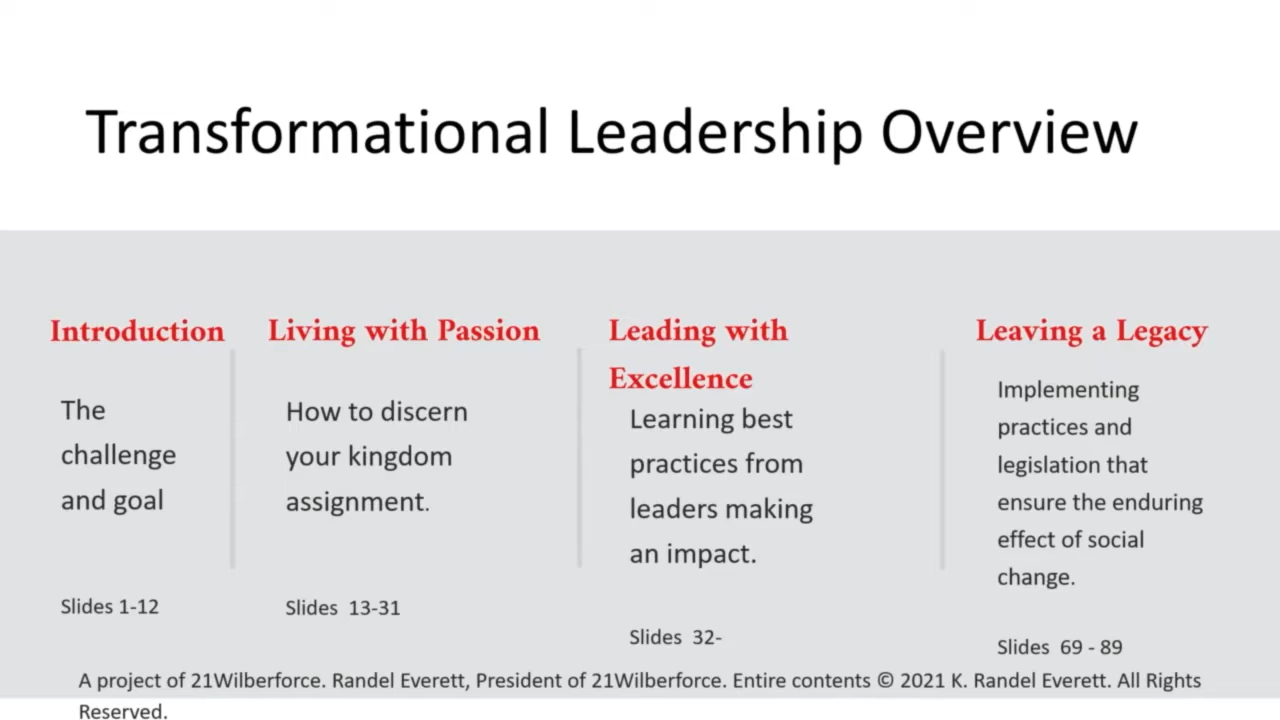 Transformational Leadership Overview
Introduction
The
challenge
and goal
Slides 1-12
Living with Passion
How to discern
your kingdom
assignment.
Slides 13-31
Leading with
Excellence
Learning best
practices from
leaders making
an impact.
Slides 32-
Leaving a Legacy
Implementing
practices and
legislation that
ensure the enduring
effect of social
change.
Slides 69 - 89
A project of 21Wilberforce. Randel Everett, President of 21Wilberforce. Entire contents © 2021 K. Randel Everett. All Rights
Reserved.